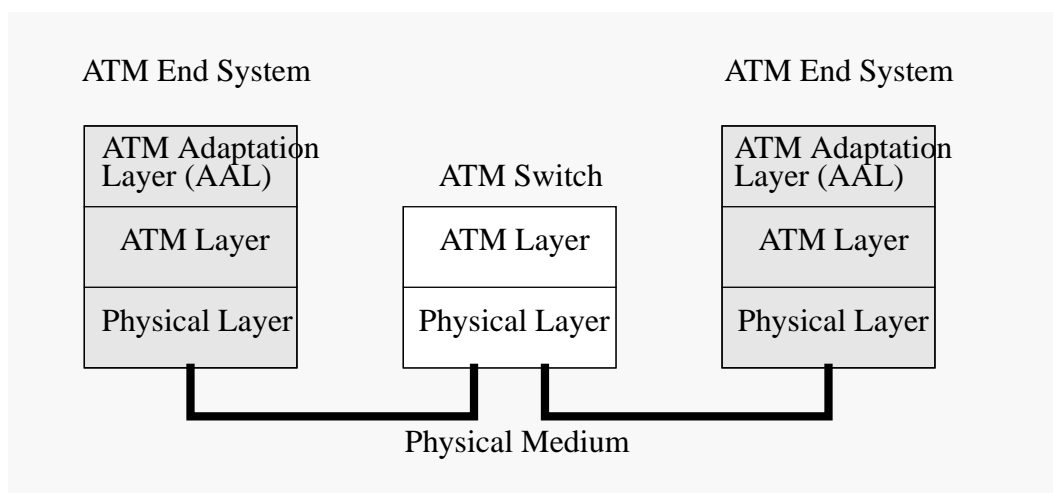 ATM End System
ATM End System
ATM Adaptation
Layer (AAL)
ATM Switch
ATM Adaptation
Layer (AAL)
ATM Layer
ATM Layer
ATM Layer
Physical Layer
Physical Layer
Physical Layer
Physical Medium